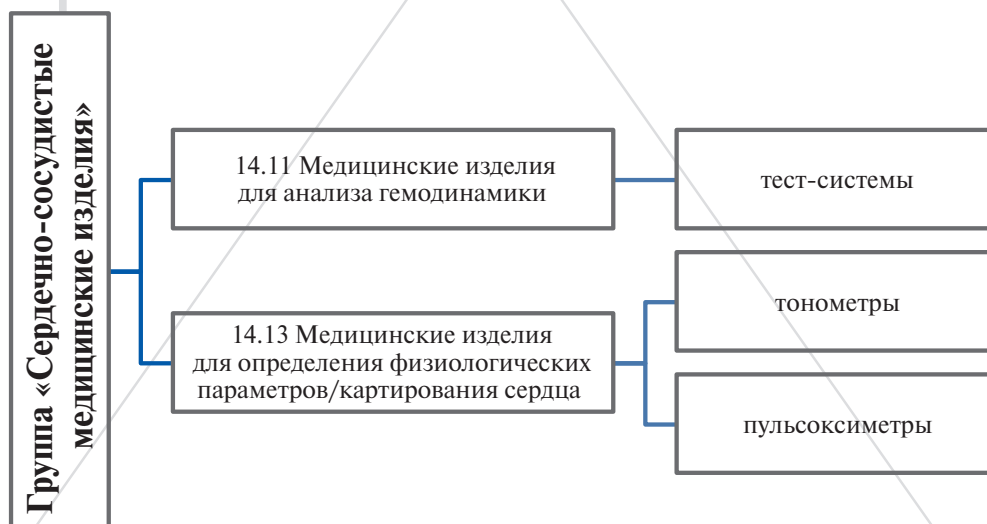 Группа «Сердечно-сосудистые
медицинские изделия»
14.11 Медицинские изделия
для анализа гемодинамики
тест-системы
14.13 Медицинские изделия
для определения физиологических
параметров/картирования сердца
тонометры
пульсоксиметры